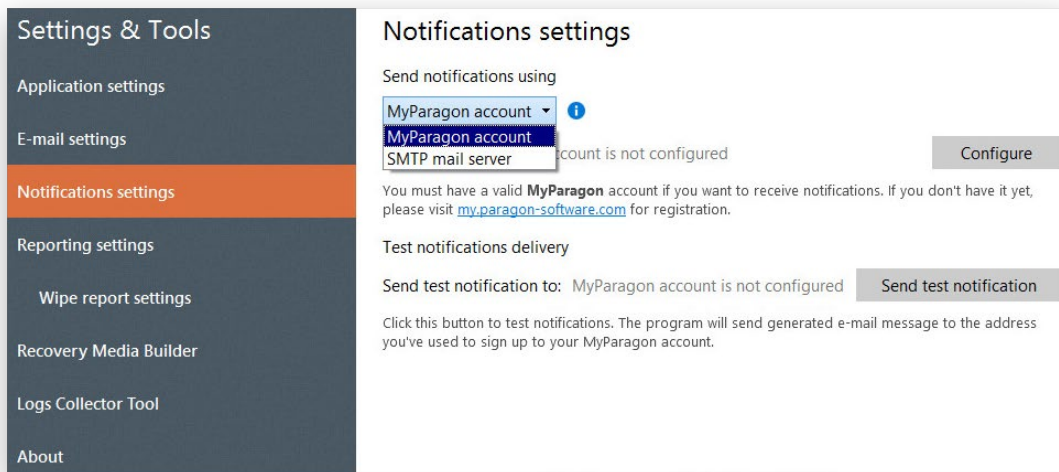 Settings & Tools
Application settings
E-mail settings
Notifications settings
Reporting settings
Wipe report settings
Recovery Media Builder
Logs Collector Tool
About
Notifications settings
Send notifications using
MyParagon account
MyParagon account
SMTP mail server
account is not configured
Configure
You must have a valid MyParagon account if you want to receive notifications. If you don't have it yet,
please visit my.paragon-software.com for registration.
Test notifications delivery
Send test notification to: MyParagon account is not configured
Send test notification
Click this button to test notifications. The program will send generated e-mail message to the address
you've used to sign up to your MyParagon account.